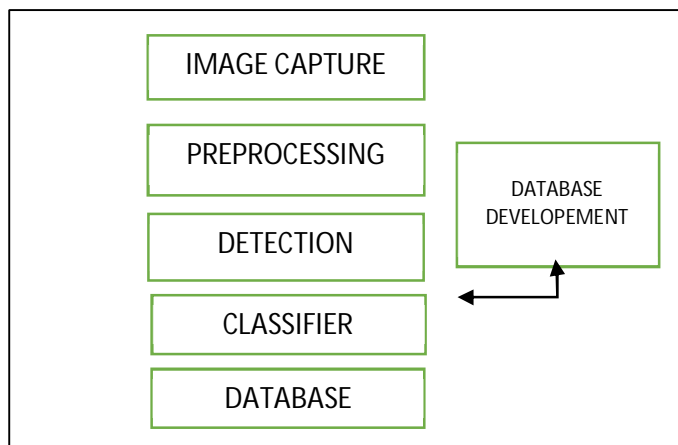 IMAGE CAPTURE
PREPROCESSING
DETECTION
CLASSIFIER
DATABASE
DATABASE
DEVELOPEMENT